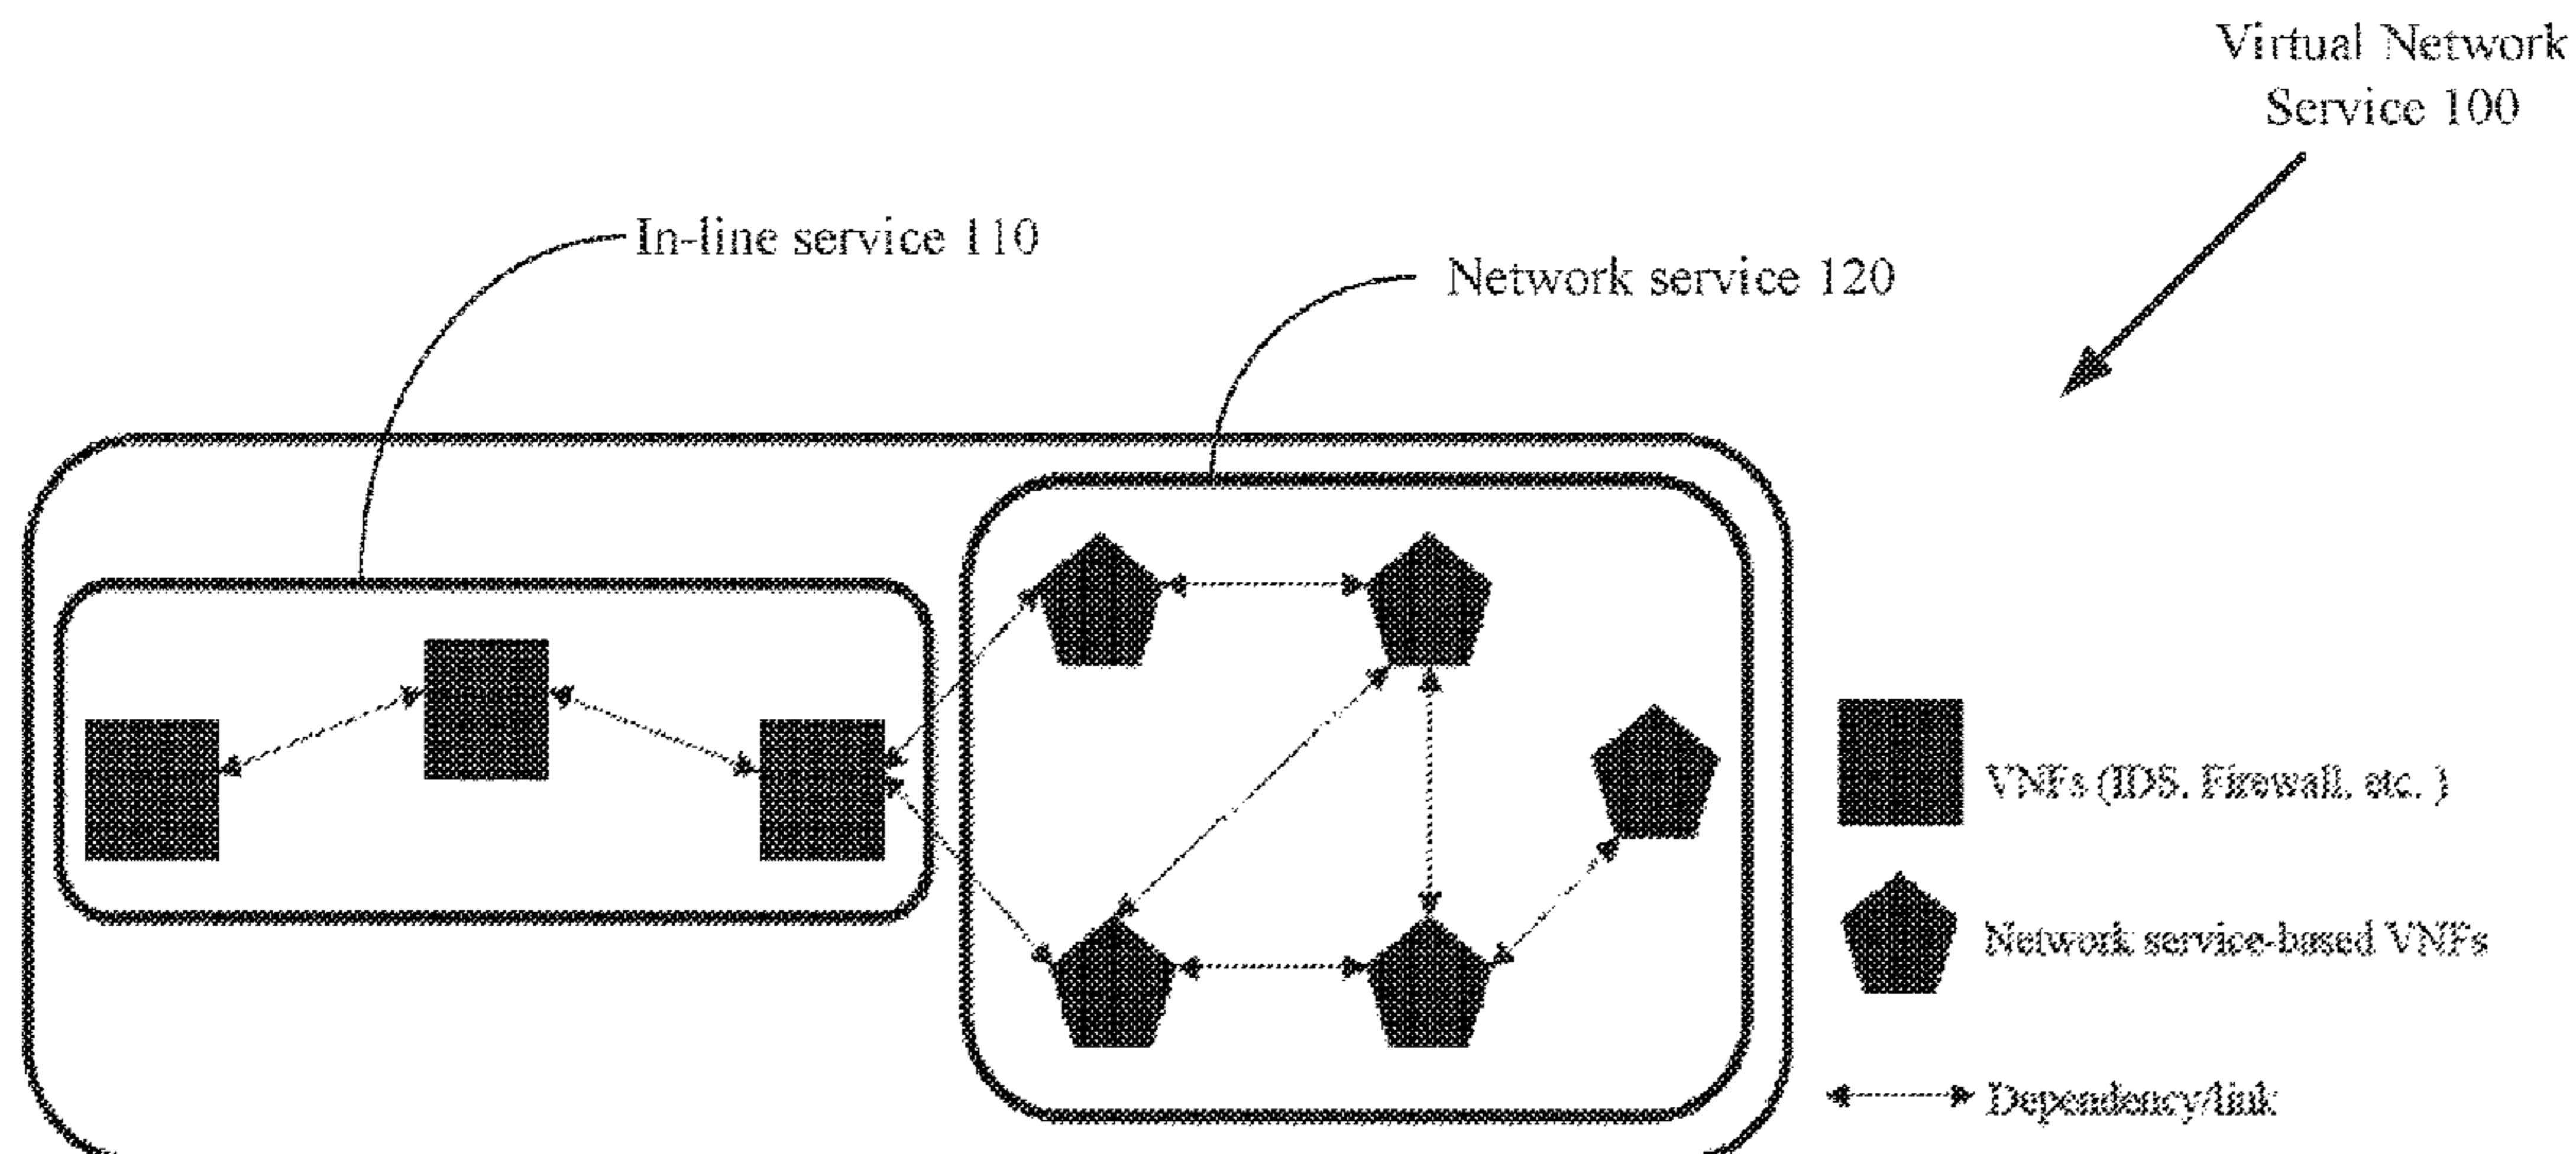 Virtual Network
Service 100
In-line service 110
Network service 120
VNFs (IDS. Firewall, etc. )
Network service-based VNFs
Dependency/link